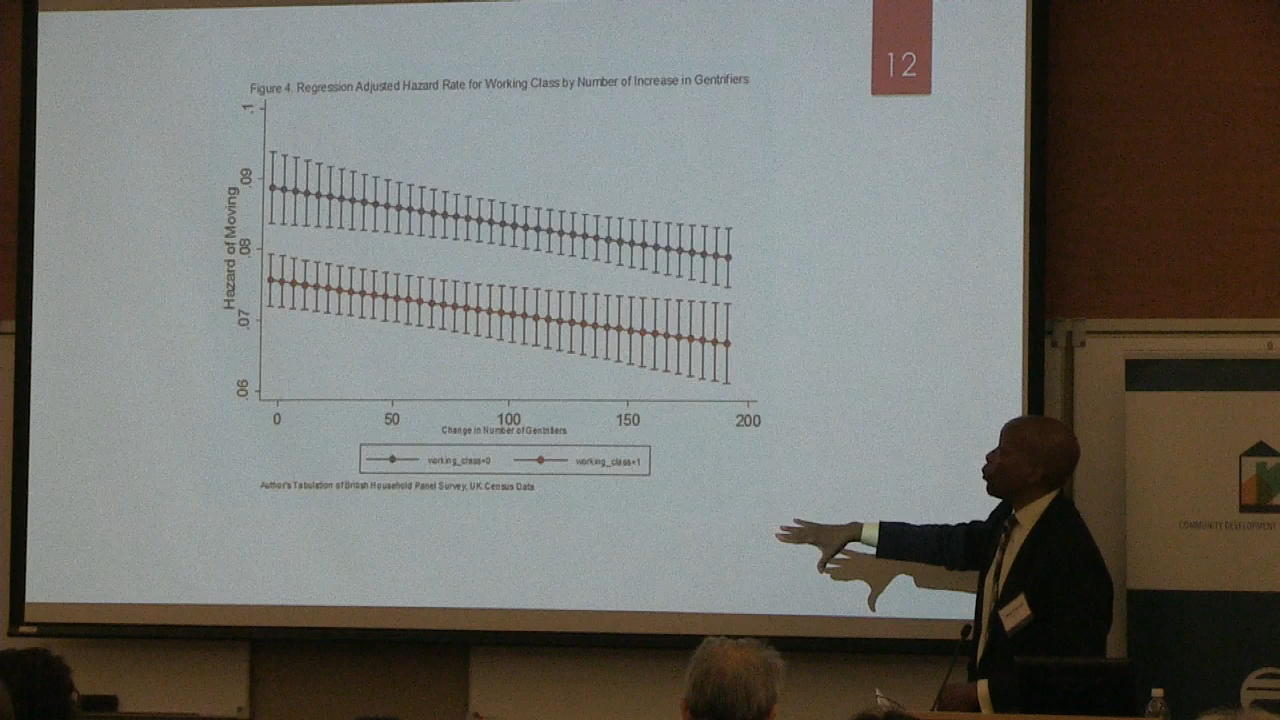 12
Figure 4. Regression Adjusted Hazard Rate for Working Class by Number of Increase in Gentrifiers
Hazard of Moving
.1
.09
.08
.07
.06
0 50 100 150 200
Change in Number of Gentrifiers
working_class=0 working_class=1
Author's Tabulation of British Household Panel Survey, UK Census Data
COMMUNITY DEVELOPMENT